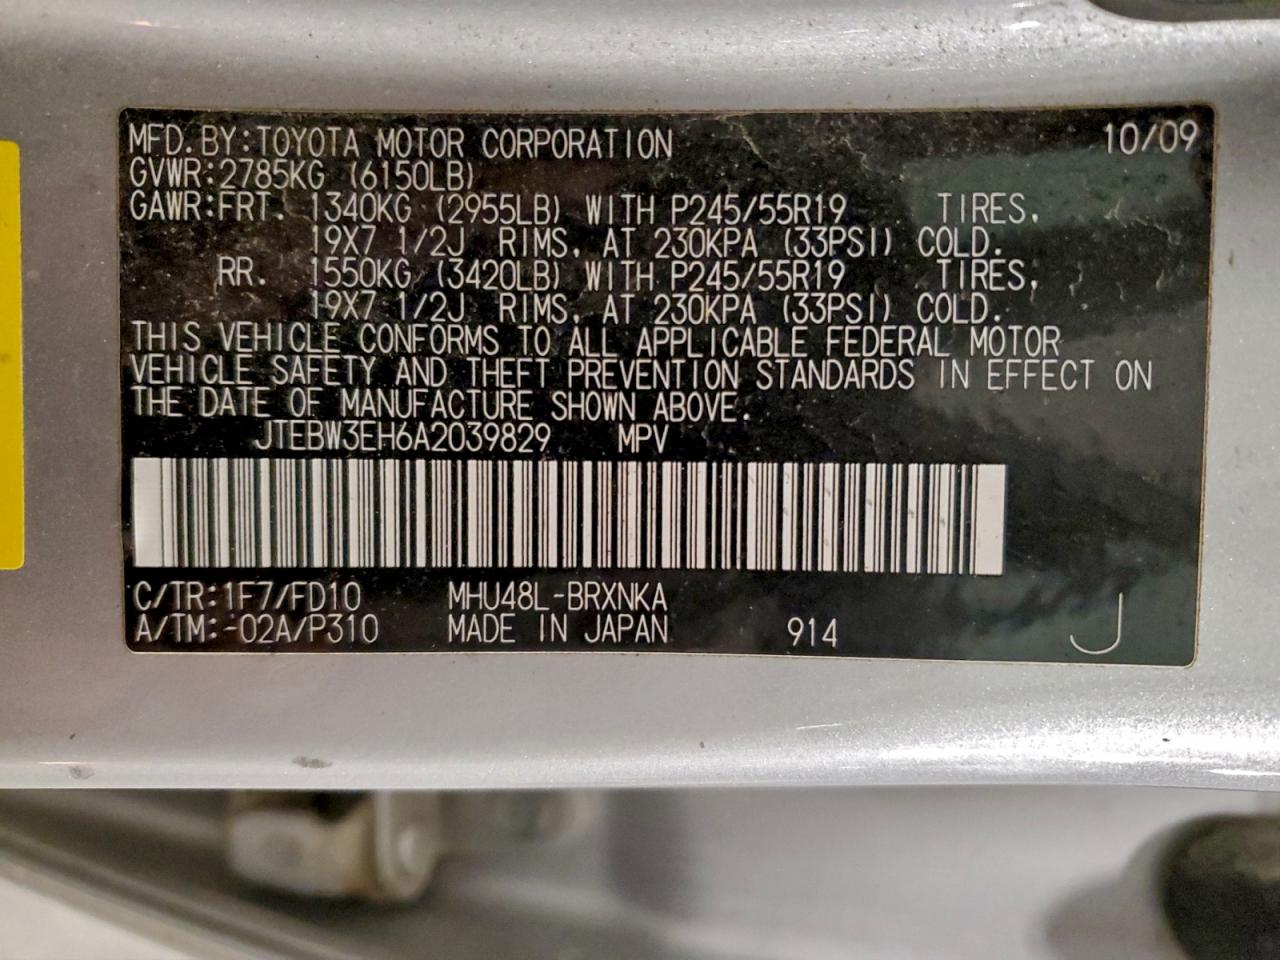 MFD. BY: TOYOTA MOTOR CORPORATION 10/09
GVWR: 2785KG (6150LB)
GAWR: FRT. 1340KG (2955LB) WITH P245/55R19 TIRES,
19X7 1/2J RIMS, AT 230KPA (33PSI) COLD.
RR. 1550KG (3420LB) WITH P245/55R19 TIRES,
19X7 1/2J RIMS, AT 230KPA (33PSI) COLD.
THIS VEHICLE CONFORMS TO ALL APPLICABLE FEDERAL MOTOR
VEHICLE SAFETY AND THEFT PREVENTION STANDARDS IN EFFECT ON
THE DATE OF MANUFACTURE SHOWN ABOVE.
JTEBW3EH6A2039829 MPV
C/TR: 1F7/FD10 MHU48L-BRXNKA
A/TM: -02A/P310 MADE IN JAPAN 914 J